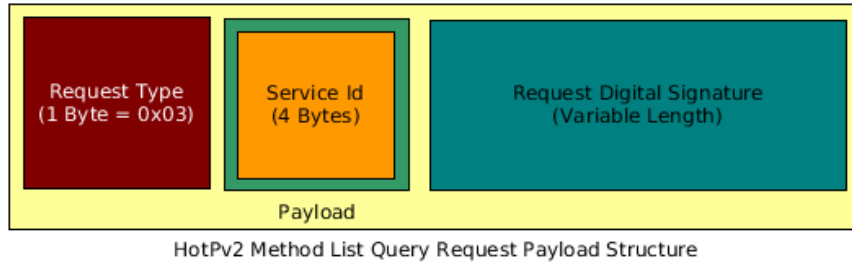 Request Type
(1 Byte = 0x03)
Service Id
(4 Bytes)
Request Digital Signature
(Variable Length)
Payload
HotPv2 Method List Query Request Payload Structure